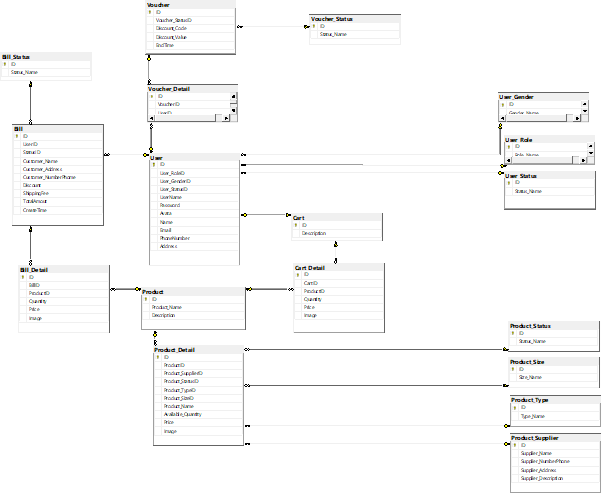 Voucher
ID
Voucher_StatusID
Discount_Code
Discount_Value
EndTime
Voucher_Status
ID
Status_Name
Bill_Status
ID
Status_Name
Voucher_Detail
ID
VoucherID
UserID
User_Gender
ID
Gender_Name
Bill
ID
UserID
StatusID
Customer_Name
Customer_Address
Customer_NumberPhone
Discount
ShippingFee
TotalAmout
CreateTime
User
ID
User_RoleID
User_GenderID
User_StatusID
UserName
Password
Avata
Name
Email
PhoneNumber
Address
User_Role
ID
Role_Name
User_Status
ID
Status_Name
Cart
ID
Description
Bill_Detail
ID
BillID
ProductID
Quantity
Price
Image
Product
ID
Product_Name
Description
Cart_Detail
ID
CartID
ProductID
Quantity
Price
Image
Product_Detail
ID
ProductID
Product_SupplierID
Product_StatusID
Product_TypeID
Product_SizeID
Product_Name
Available_Quantity
Price
Image
Product_Status
ID
Status_Name
Product_Size
ID
Size_Name
Product_Type
ID
Type_Name
Product_Supplier
ID
Supplier_Name
Supplier_NumberPhone
Supplier_Address
Supplier_Description